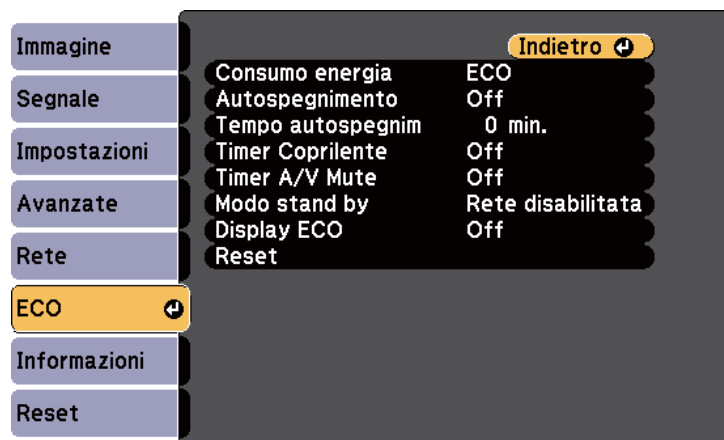 Immagine
Segnale
Impostazioni
Avanzate
Rete
ECO
Informazioni
Reset
Indietro
Consumo energia ECO
Autospegnimento Off
Tempo autospegnim 0 min.
Timer Coprilente Off
Timer A/V Mute Off
Modo stand by Rete disabilitata
Display ECO Off
Reset